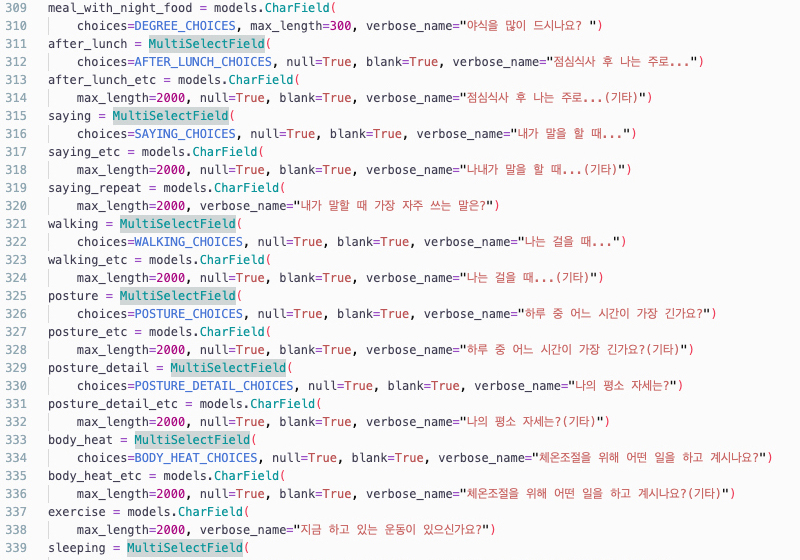 309 meal_with_night_food = models.CharField(
310 choices=DEGREE_CHOICES, max_length=300, verbose_name="야식을 많이 드시나요? ")
311 after_lunch = MultiSelectField(
312 choices=AFTER_LUNCH_CHOICES, null=True, blank=True, verbose_name="점심식사 후 나는 주로...")
313 after_lunch_etc = models.CharField(
314 max_length=2000, null=True, blank=True, verbose_name="점심식사 후 나는 주로...(기타)")
315 saying = MultiSelectField(
316 choices=SAYING_CHOICES, null=True, blank=True, verbose_name="내가 말을 할 때...")
317 saying_etc = models.CharField(
318 max_length=2000, null=True, blank=True, verbose_name="나내가 말을 할 때...(기타)")
319 saying_repeat = models.CharField(
320 max_length=2000, verbose_name="내가 말할 때 가장 자주 쓰는 말은?")
321 walking = MultiSelectField(
322 choices=WALKING_CHOICES, null=True, blank=True, verbose_name="나는 걸을 때...")
323 walking_etc = models.CharField(
324 max_length=2000, null=True, blank=True, verbose_name="나는 걸을 때...(기타)")
325 posture = MultiSelectField(
326 choices=POSTURE_CHOICES, null=True, blank=True, verbose_name="하루 중 어느 시간이 가장 긴가요?")
327 posture_etc = models.CharField(
328 max_length=2000, null=True, blank=True, verbose_name="하루 중 어느 시간이 가장 긴가요?(기타)")
329 posture_detail = MultiSelectField(
330 choices=POSTURE_DETAIL_CHOICES, null=True, blank=True, verbose_name="나의 평소 자세는?")
331 posture_detail_etc = models.CharField(
332 max_length=2000, null=True, blank=True, verbose_name="나의 평소 자세는?(기타)")
333 body_heat = MultiSelectField(
334 choices=BODY_HEAT_CHOICES, null=True, blank=True, verbose_name="체온조절을 위해 어떤 일을 하고 계시나요?")
335 body_heat_etc = models.CharField(
336 max_length=2000, null=True, blank=True, verbose_name="체온조절을 위해 어떤 일을 하고 계시나요?(기타)")
337 exercise = models.CharField(
338 max_length=2000, verbose_name="지금 하고 있는 운동이 있으신가요?")
339 sleeping = MultiSelectField(